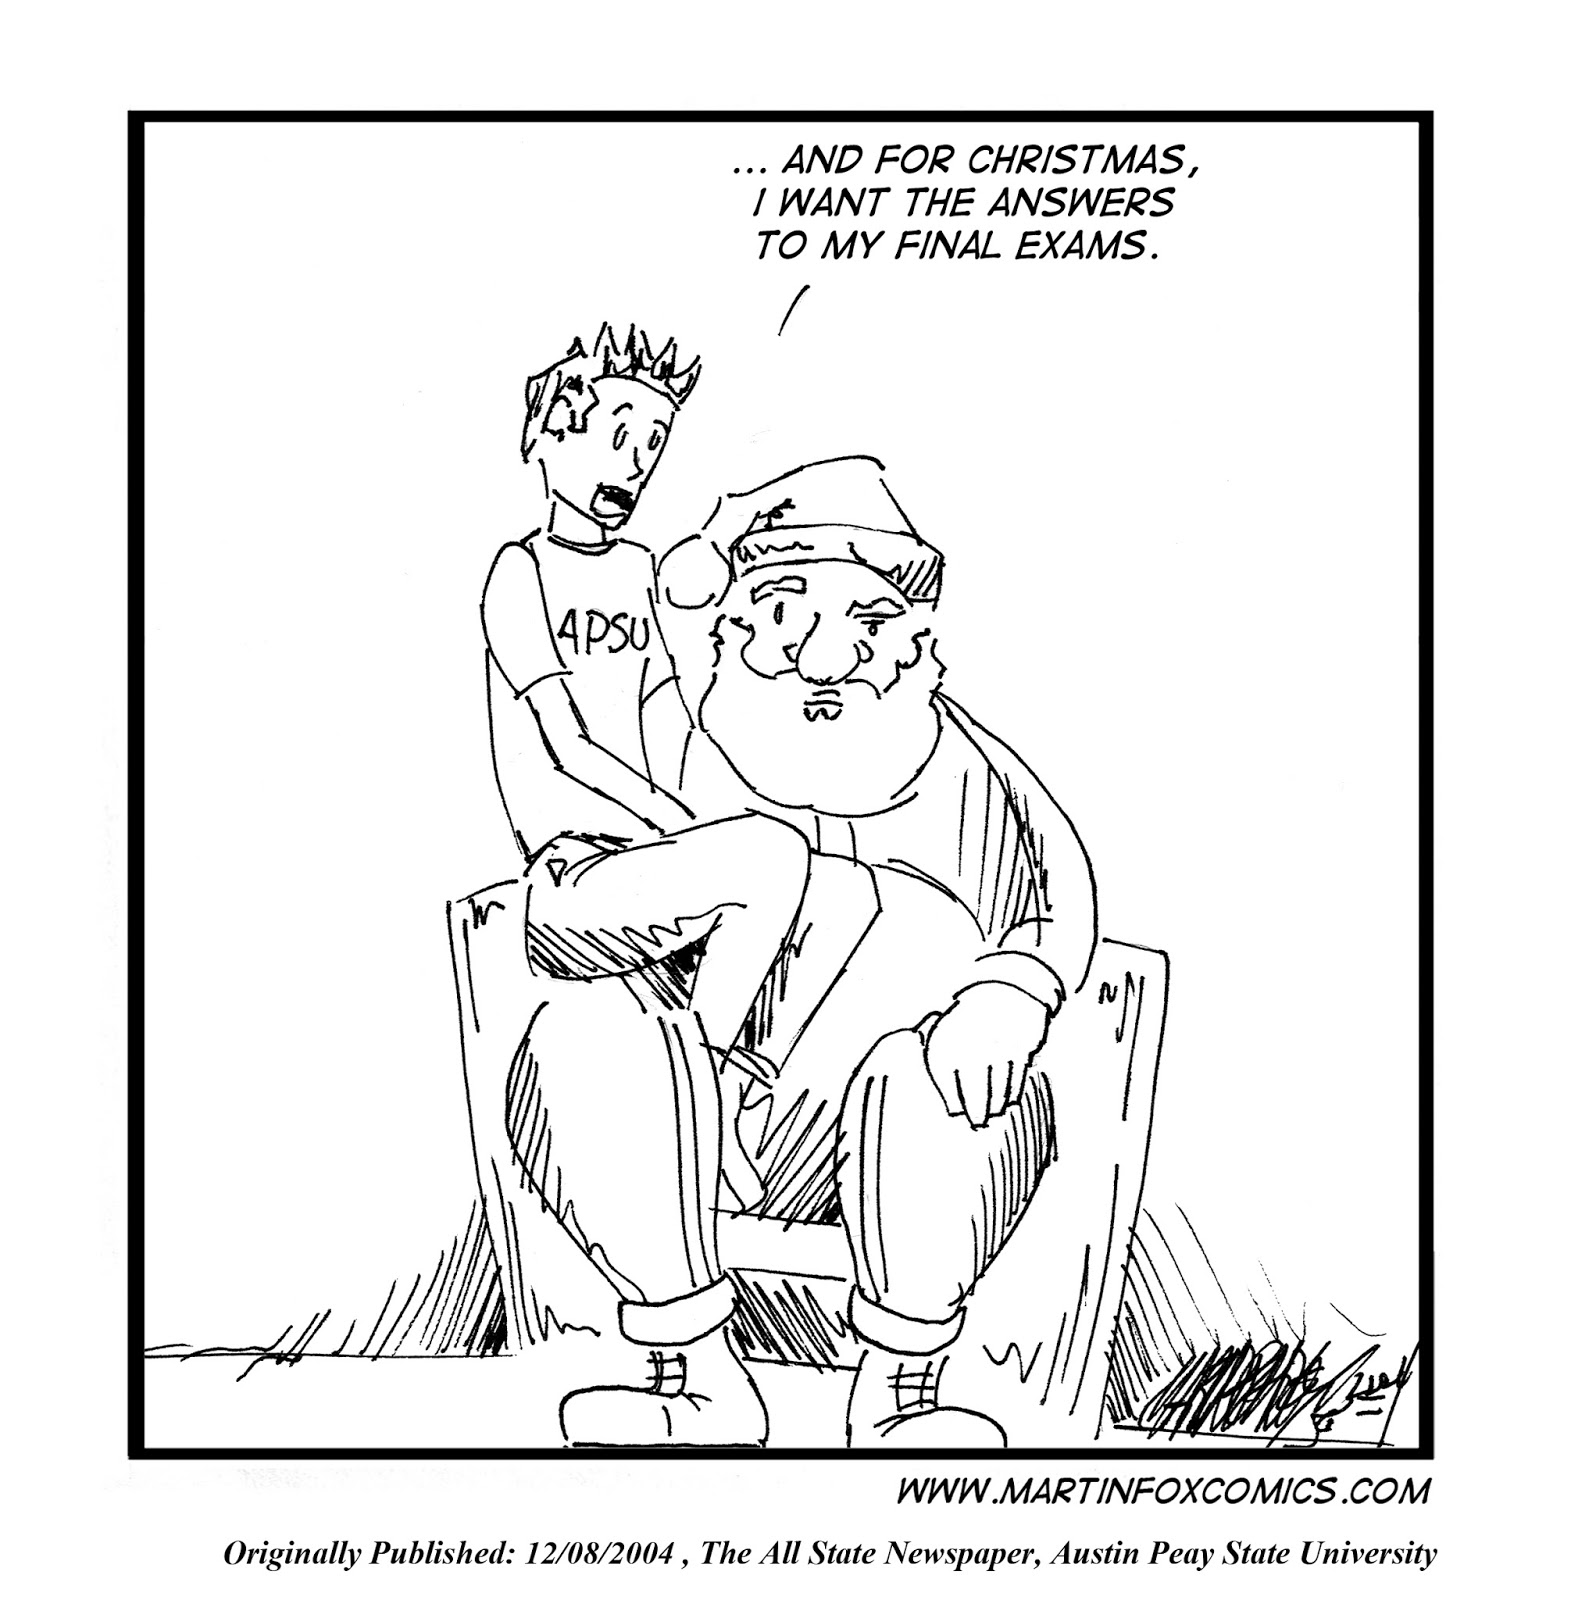 ... AND FOR CHRISTMAS,
I WANT THE ANSWERS
TO MY FINAL EXAMS.
APSU
WWW.MARTINFOXCOMICS.COM
Originally Published: 12/08/2004 , The All State Newspaper, Austin Peay State University